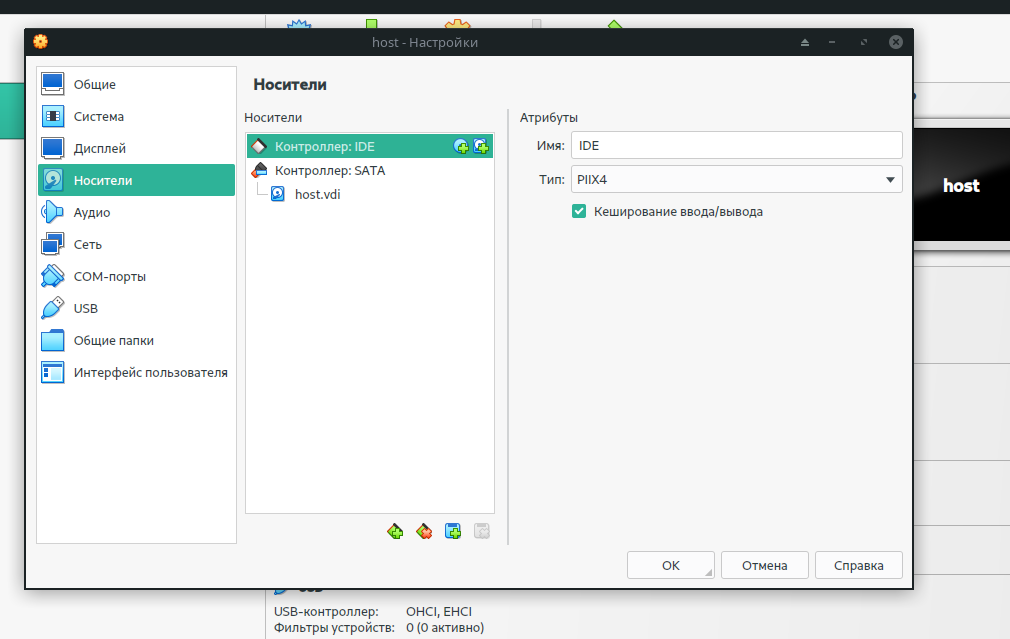 host - Настройки
Общие
Система
Дисплей
Носители
Аудио
Сеть
COM-порты
USB
Общие папки
Интерфейс пользователя
Носители
Носители
Контроллер: IDE
Контроллер: SATA
host.vdi
Атрибуты
Имя: IDE
Тип: PIIX4
Кеширование ввода/вывода
OK Отмена Справка
host
USB-контроллер: OHCI, EHCI
Фильтры устройств: 0 (0 активно)